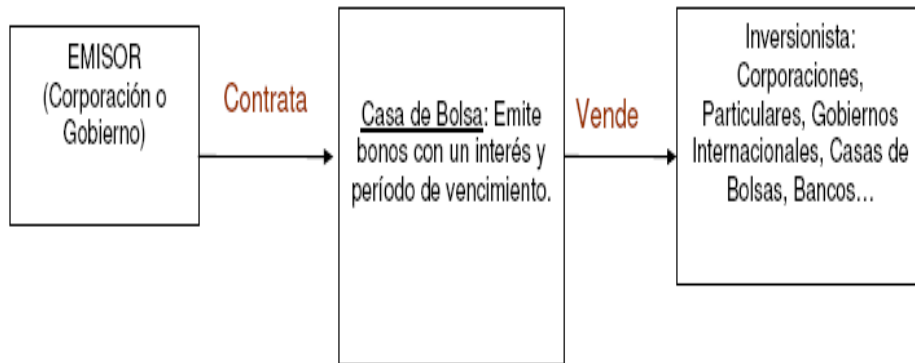 EMISOR
(Corporación o
Gobierno)
Contrata
Casa de Bolsa: Emite
bonos con un interés y
período de vencimiento.
Vende
Inversionista:
Corporaciones,
Particulares, Gobiernos
Internacionales, Casas de
Bolsas, Bancos…